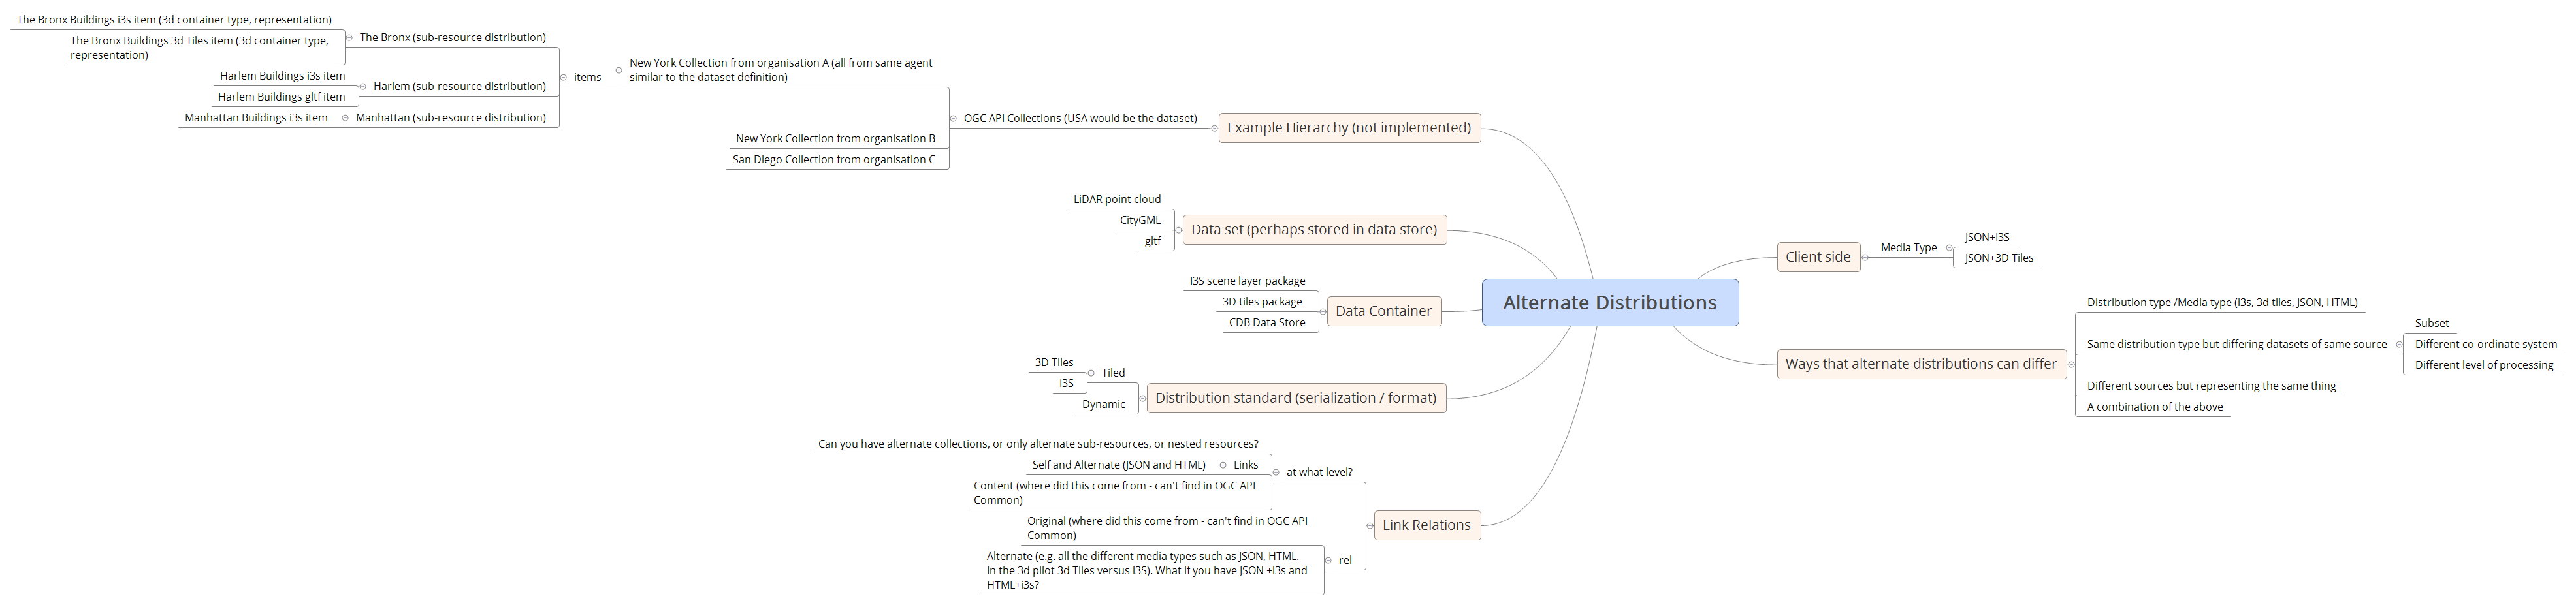 The Bronx Buildings i3s item (3d container type, representation)
The Bronx Buildings 3d Tiles item (3d container type,
representation)
The Bronx (sub-resource distribution)
Harlem Buildings i3s item
Harlem Buildings gltf item
Harlem (sub-resource distribution)
Manhattan Buildings i3s item
Manhattan (sub-resource distribution)
items
New York Collection from organisation A (all from same agent
similar to the dataset definition)
New York Collection from organisation B
San Diego Collection from organisation C
OGC API Collections (USA would be the dataset)
Example Hierarchy (not implemented)
LiDAR point cloud
CityGML
gltf
Data set (perhaps stored in data store)
I3S scene layer package
3D tiles package
CDB Data Store
Data Container
3D Tiles
I3S
Tiled
Dynamic
Distribution standard (serialization / format)
Can you have alternate collections, or only alternate sub-resources, or nested resources?
Self and Alternate (JSON and HTML)
Links
Content (where did this come from - can't find in OGC API
Common)
at what level?
Original (where did this come from - can't find in OGC API
Common)
Alternate (e.g. all the different media types such as JSON, HTML.
In the 3d pilot 3d Tiles versus i3S). What if you have JSON +i3s and
HTML+i3s?
rel
Link Relations
Alternate Distributions
Client side
Media Type
JSON+I3S
JSON+3D Tiles
Ways that alternate distributions can differ
Distribution type /Media type (i3s, 3d tiles, JSON, HTML)
Same distribution type but differing datasets of same source
Subset
Different co-ordinate system
Different level of processing
Different sources but representing the same thing
A combination of the above